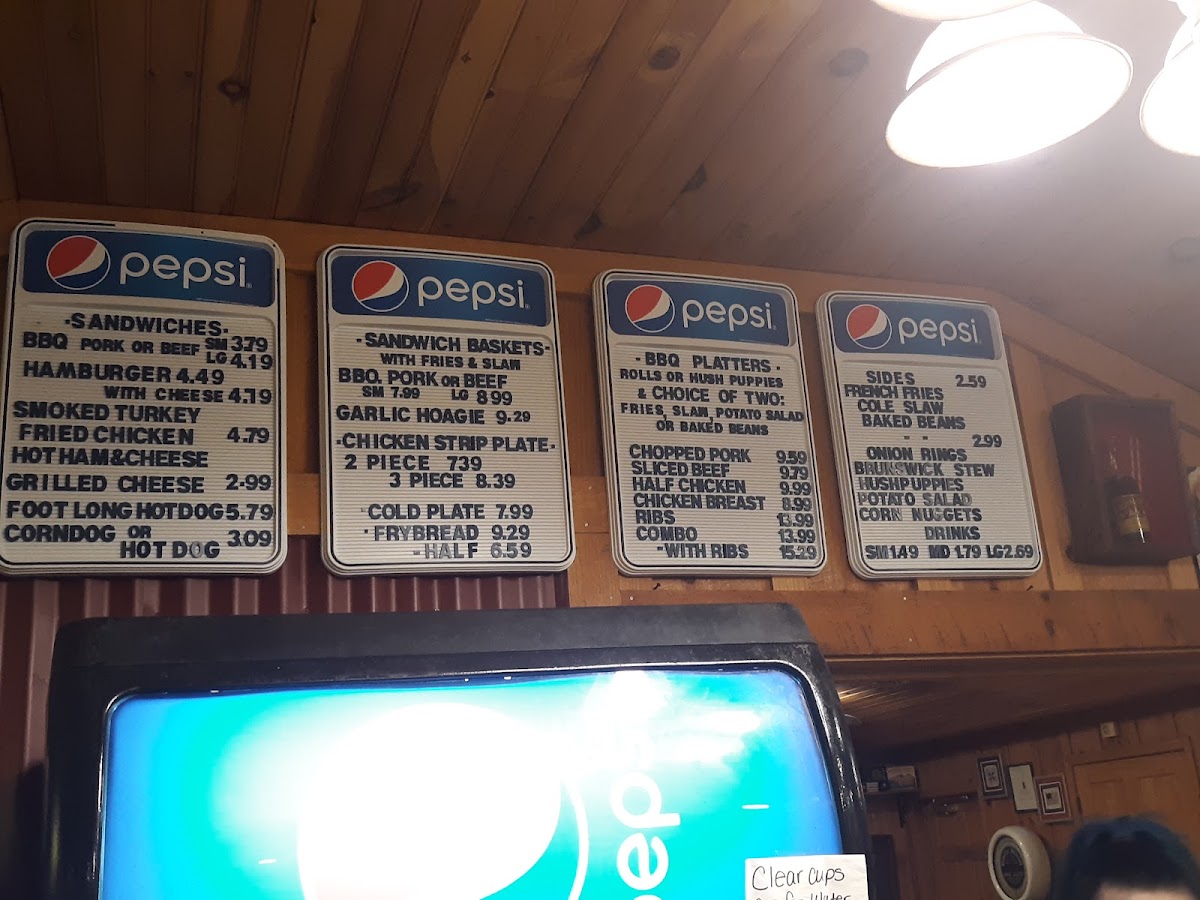 pepsi
-SANDWICHES-
BBQ PORK OR BEEF SM 3.79
LG 4.19
HAMBURGER 4.49
WITH CHEESE 4.79
SMOKED TURKEY
FRIED CHICKEN 4.79
HOT HAM&CHEESE
GRILLED CHEESE 2-99
FOOT LONG HOTDOG 5.79
CORNDOG OR 3.09
HOT DOG
pepsi
-SANDWICH BASKETS-
WITH FRIES & SLAW
BBQ. PORK OR BEEF
SM 7.99 LG 8 99
GARLIC HOAGIE 9.29
-CHICKEN STRIP PLATE-
2 PIECE 739
3 PIECE 8.39
COLD PLATE 7.99
-FRYBREAD 9.29
-HALF 6.59
pepsi
-BBQ PLATTERS-
ROLLS OR HUSH PUPPIES
& CHOICE OF TWO:
FRIES, SLAW, POTATO SALAD
OR BAKED BEANS
CHOPPED PORK 9.59
SLICED BEEF 9.79
HALF CHICKEN 9.99
CHICKEN BREAST 8.99
RIBS 13.99
COMBO 13.99
-WITH RIBS 15.29
pepsi
SIDES 2.59
FRENCH FRIES
COLE SLAW
BAKED BEANS
- - 2.99
ONION RINGS
BRUNSWICK STEW
HUSHPUPPIES
POTATO SALAD
CORN NUGGETS
DRINKS
SM 1.49 MD 1.79 LG 2.69
pepsi
Clear cups
for Water